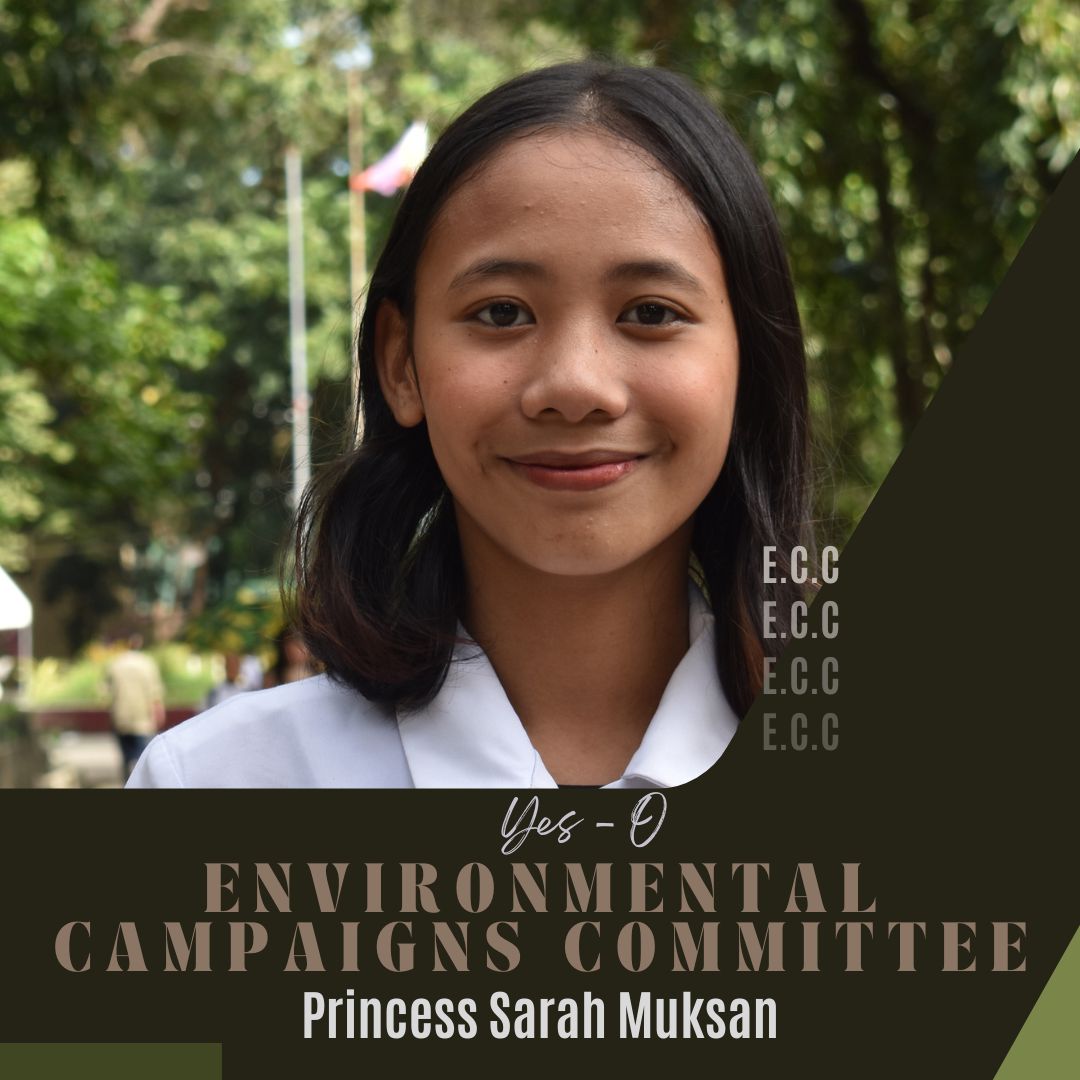 E.C.C
E.C.C
E.C.C
E.C.C
Yes - O
ENVIRONMENTAL
CAMPAIGNS COMMITTEE
Princess Sarah Muksan